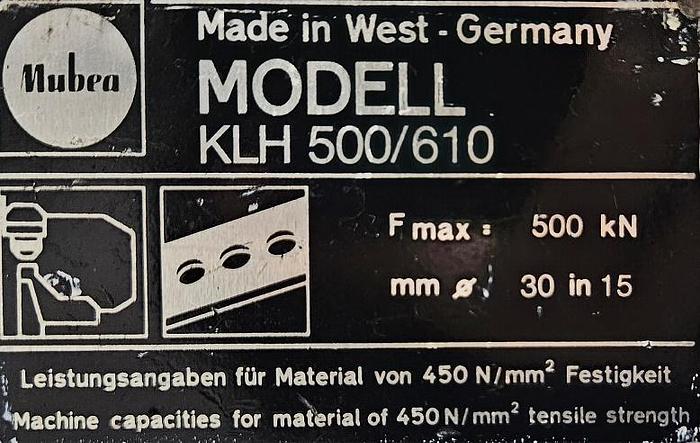 Mubea
Made in West - Germany
MODELL
KLH 500/610
F max : 500 kN
mm ⌀ 30 in 15
Leistungsangaben für Material von 450 N/mm² Festigkeit
Machine capacities for material of 450 N/mm² tensile strength